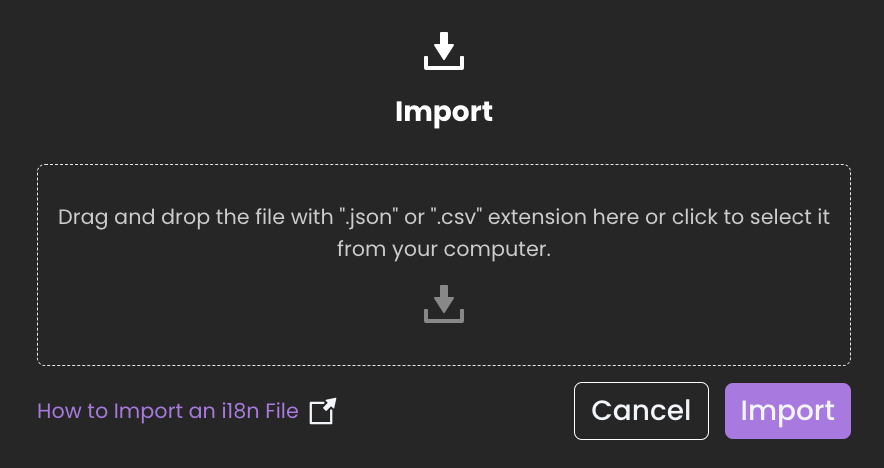 Import
Drag and drop the file with ".json" or ".csv" extension here or click to select it
from your computer.
How to Import an i18n File
Cancel
Import